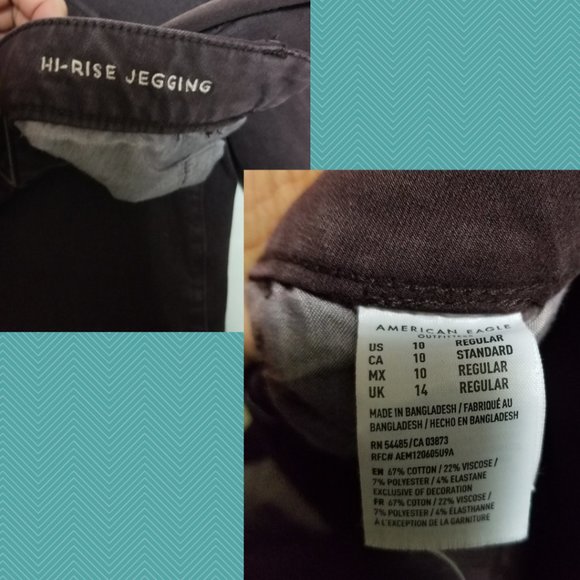 HI-RISE JEGGING
AMERICAN EAGLE
OUTFITTERS
US 10 REGULAR
CA 10 STANDARD
MX 10 REGULAR
UK 14 REGULAR
MADE IN BANGLADESH / FABRIQUÉ AU
BANGLADESH / HECHO EN BANGLADESH
RN 54485/CA 03873
RFC# AEM120605U9A
EN 67% COTTON / 22% VISCOSE /
7% POLYESTER / 4% ELASTANE
EXCLUSIVE OF DECORATION
FR 67% COTON / 22% VISCOSE /
7% POLYESTER / 4% ÉLASTHANNE
À L'EXCEPTION DE LA GARNITURE